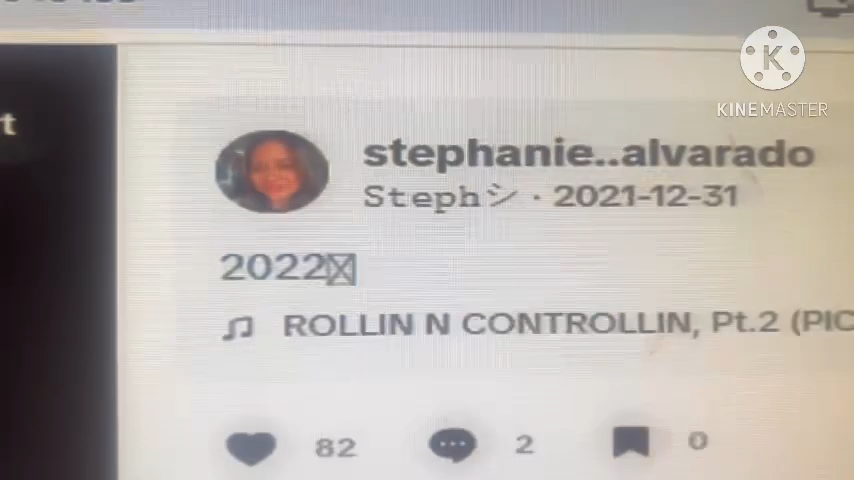 KINEMASTER
t
stephanie..alvarado
Stephシ · 2021-12-31
2022
ROLLIN N CONTROLLIN, Pt.2 (PIC
82
2
0